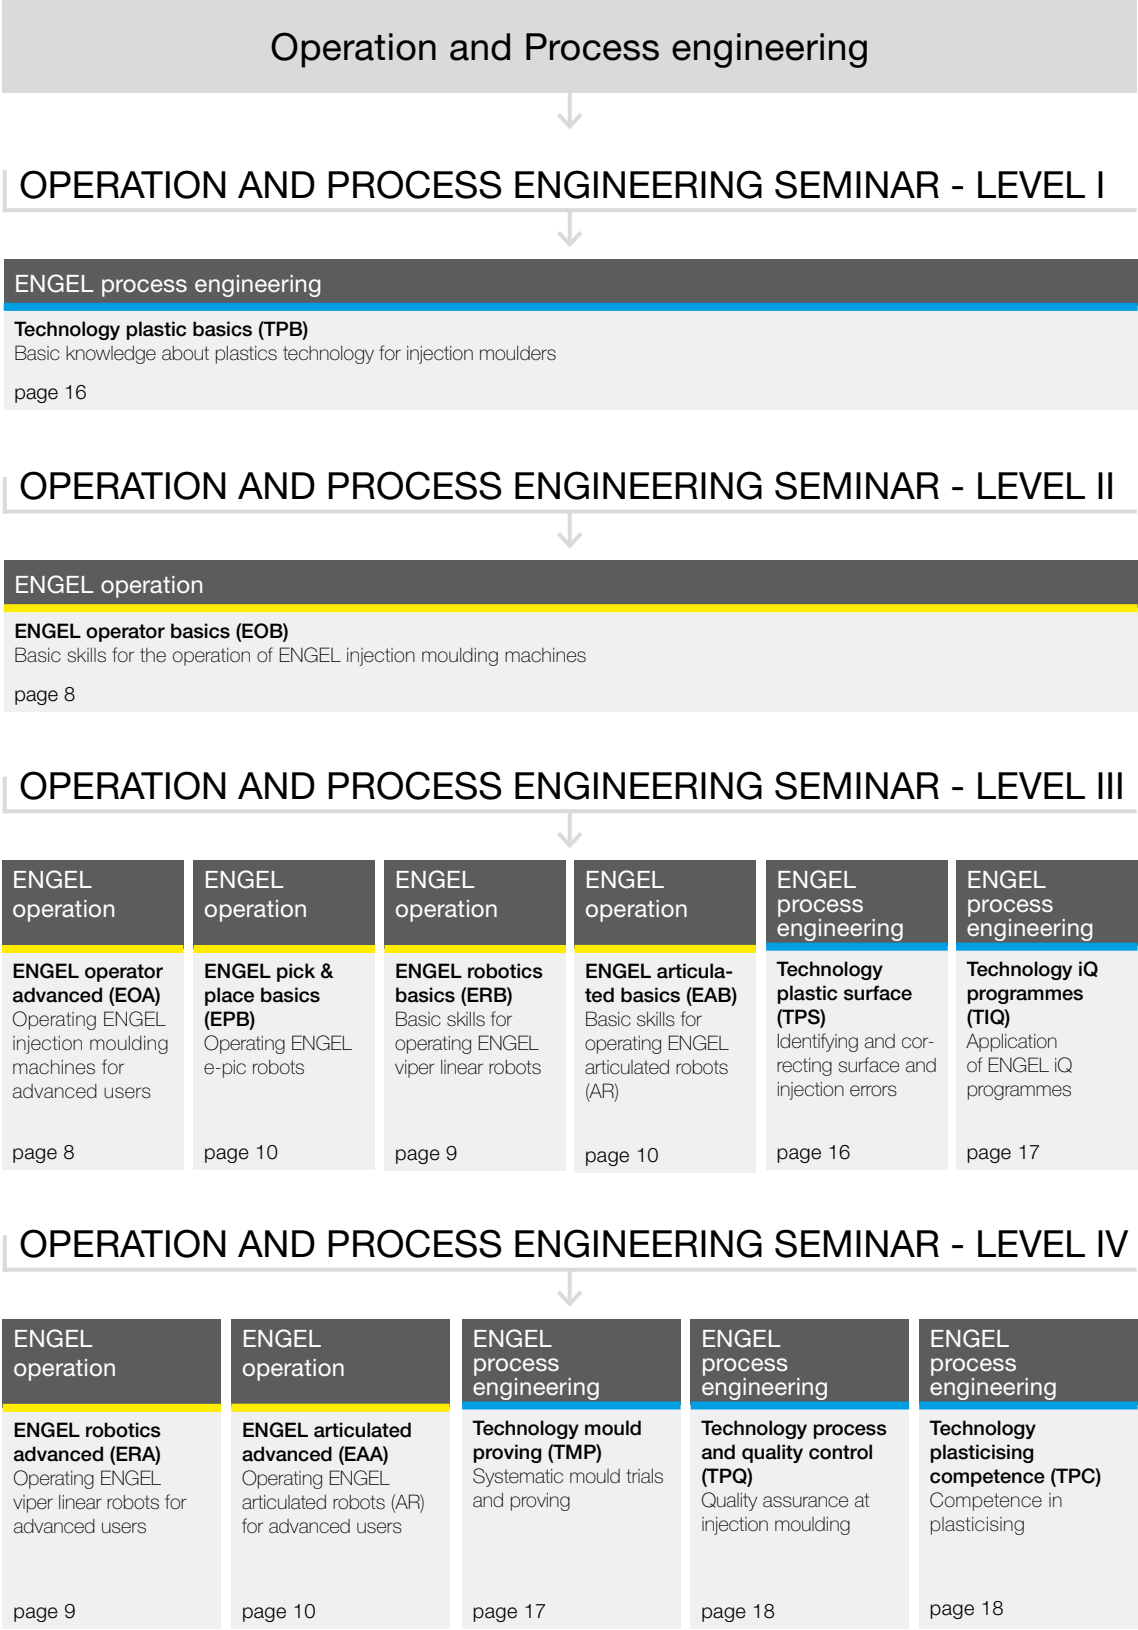 Operation and Process engineering
OPERATION AND PROCESS ENGINEERING SEMINAR - LEVEL I
ENGEL process engineering
Technology plastic basics (TPB)
Basic knowledge about plastics technology for injection moulders
page 16
OPERATION AND PROCESS ENGINEERING SEMINAR - LEVEL II
ENGEL operation
ENGEL operator basics (EOB)
Basic skills for the operation of ENGEL injection moulding machines
page 8
OPERATION AND PROCESS ENGINEERING SEMINAR - LEVEL III
ENGEL
operation
ENGEL operator
advanced (EOA)
Operating ENGEL
injection moulding
machines for
advanced users
page 8
ENGEL
operation
ENGEL pick &
place basics
(EPB)
Operating ENGEL
e-pic robots
page 10
ENGEL
operation
ENGEL robotics
basics (ERB)
Basic skills for
operating ENGEL
viper linear robots
page 9
ENGEL
operation
ENGEL articula-
ted basics (EAB)
Basic skills for
operating ENGEL
articulated robots
(AR)
page 10
ENGEL
process
engineering
Technology
plastic surface
(TPS)
Identifying and cor-
recting surface and
injection errors
page 16
ENGEL
process
engineering
Technology iQ
programmes
(TIQ)
Application
of ENGEL iQ
programmes
page 17
OPERATION AND PROCESS ENGINEERING SEMINAR - LEVEL IV
ENGEL
operation
ENGEL robotics
advanced (ERA)
Operating ENGEL
viper linear robots for
advanced users
page 9
ENGEL
operation
ENGEL articulated
advanced (EAA)
Operating ENGEL
articulated robots (AR)
for advanced users
page 10
ENGEL
process
engineering
Technology mould
proving (TMP)
Systematic mould trials
and proving
page 17
ENGEL
process
engineering
Technology process
and quality control
(TPQ)
Quality assurance at
injection moulding
page 18
ENGEL
process
engineering
Technology
plasticising
competence (TPC)
Competence in
plasticising
page 18